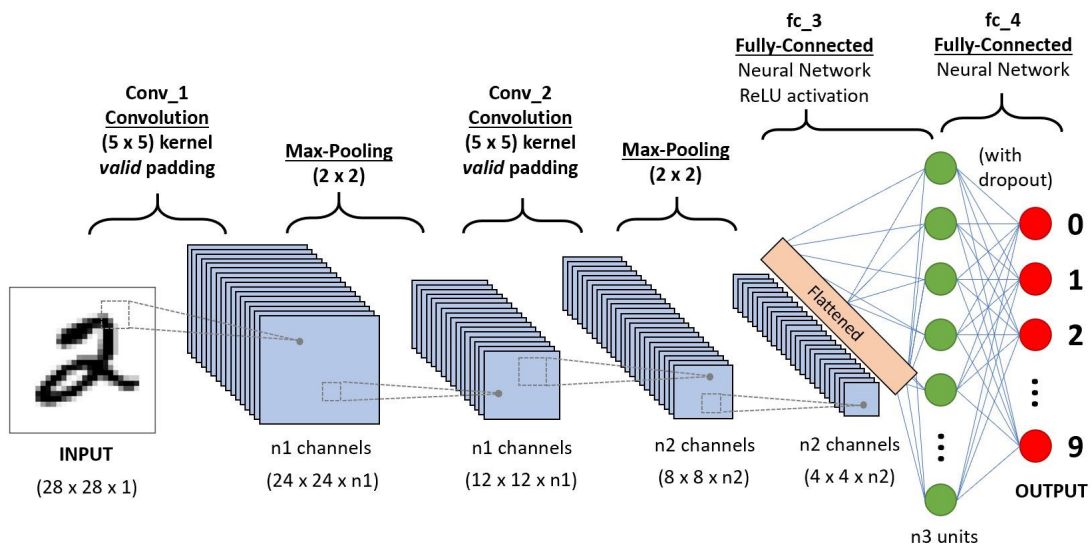 Conv_1
Convolution
(5 x 5) kernel
valid padding
Max-Pooling
(2 x 2)
Conv_2
Convolution
(5 x 5) kernel
valid padding
Max-Pooling
(2 x 2)
fc_3
Fully-Connected
Neural Network
ReLU activation
fc_4
Fully-Connected
Neural Network
(with
dropout)
Flattened
2
0
1
2
⋮
9
⋮
INPUT
(28 x 28 x 1)
n1 channels
(24 x 24 x n1)
n1 channels
(12 x 12 x n1)
n2 channels
(8 x 8 x n2)
n2 channels
(4 x 4 x n2)
n3 units
OUTPUT